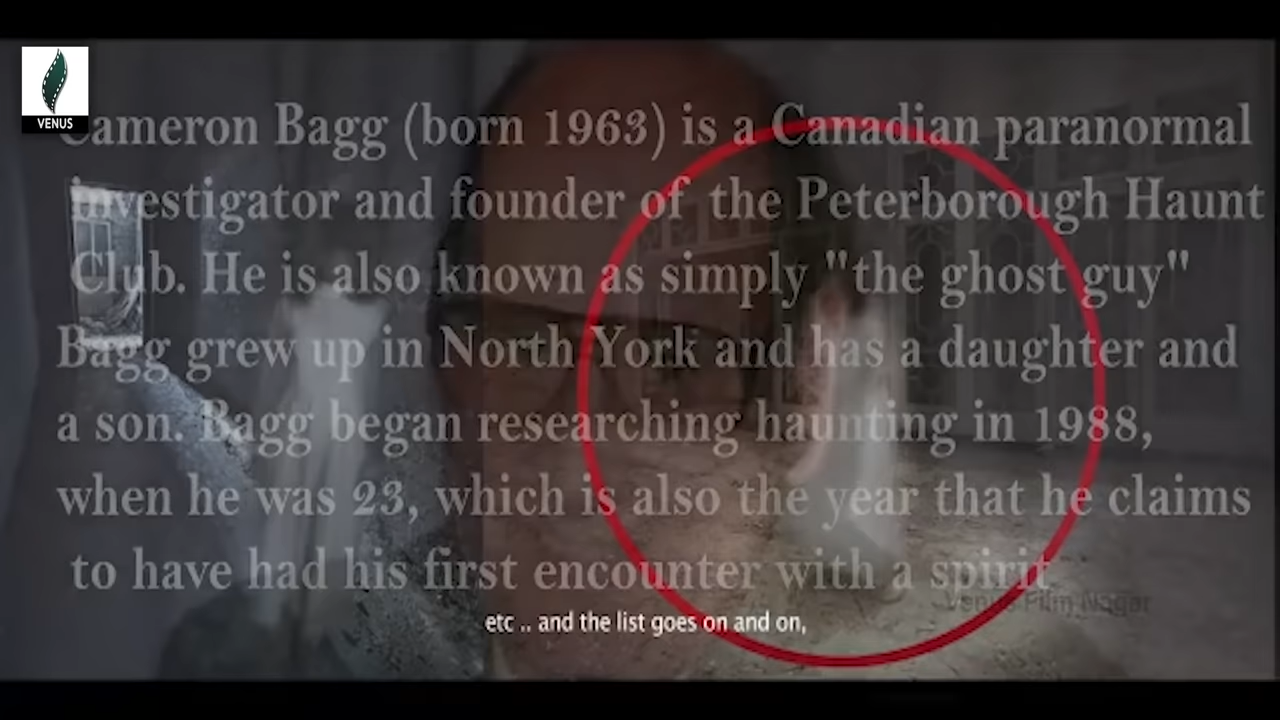 VENUS
Cameron Bagg (born 1963) is a Canadian paranormal
investigator and founder of the Peterborough Haunt
Club. He is also known as simply "the ghost guy"
Bagg grew up in North York and has a daughter and
a son. Bagg began researching haunting in 1988,
when he was 23, which is also the year that he claims
to have had his first encounter with a spirit
Venus Film Nagar
etc .. and the list goes on and on,